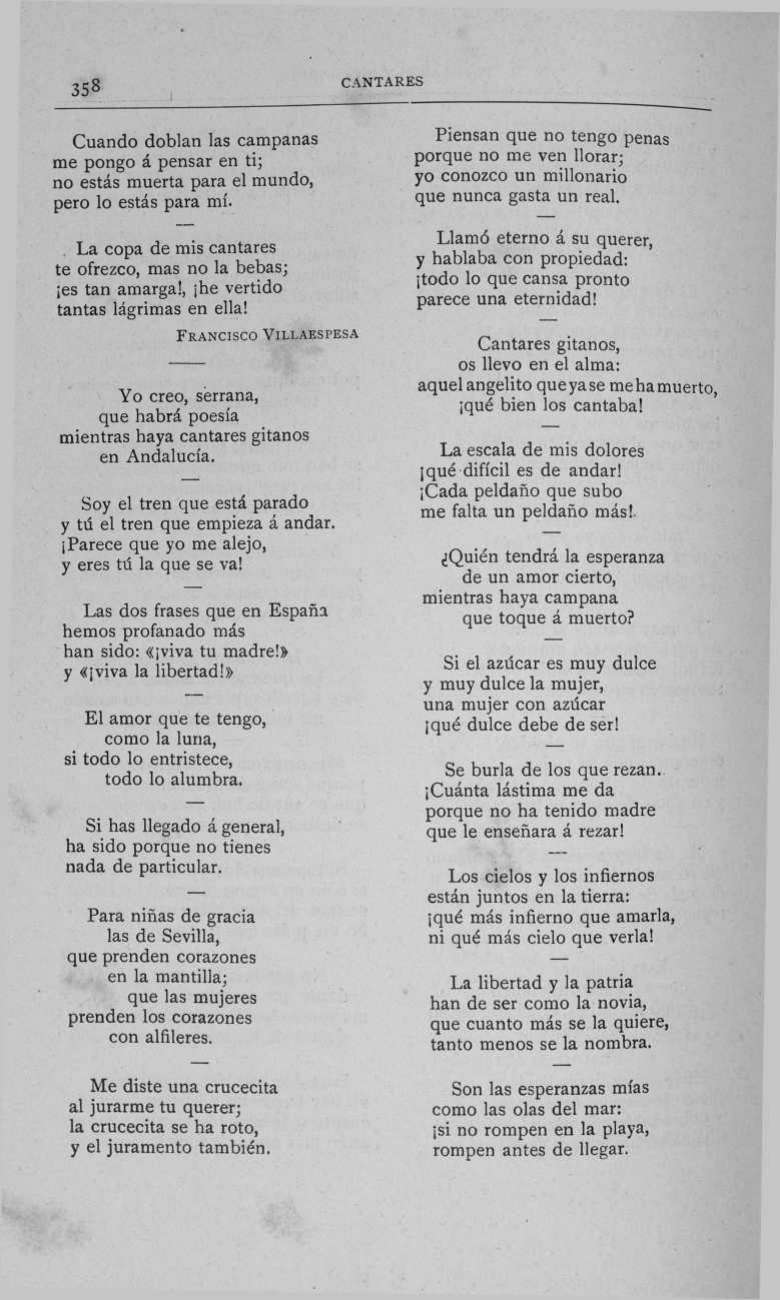 358
CANTARES
Cuando doblan las campanas
me pongo á pensar en ti;
no estás muerta para el mundo,
pero lo estás para mí.
—
La copa de mis cantares
te ofrezco, mas no la bebas;
¡es tan amarga!, ¡he vertido
tantas lágrimas en ella!
FRANCISCO VILLAESPESA
—
Yo creo, serrana,
que habrá poesía
mientras haya cantares gitanos
en Andalucía.
—
Soy el tren que está parado
y tú el tren que empieza á andar.
¡Parece que yo me alejo,
y eres tú la que se va!
—
Las dos frases que en España
hemos profanado más
han sido: «¡viva tu madre!»
y «¡viva la libertad!»
—
El amor que te tengo,
como la luna,
si todo lo entristece,
todo lo alumbra.
—
Si has llegado á general,
ha sido porque no tienes
nada de particular.
—
Para niñas de gracia
las de Sevilla,
que prenden corazones
en la mantilla;
que las mujeres
prenden los corazones
con alfileres.
—
Me diste una crucecita
al jurarme tu querer;
la crucecita se ha roto,
y el juramento también.
Piensan que no tengo penas
porque no me ven llorar;
yo conozco un millonario
que nunca gasta un real.
—
Llamó eterno á su querer,
y hablaba con propiedad:
¡todo lo que cansa pronto
parece una eternidad!
—
Cantares gitanos,
os llevo en el alma:
aquel angelito que ya se me ha muerto,
¡qué bien los cantaba!
—
La escala de mis dolores
¡qué difícil es de andar!
¡Cada peldaño que subo
me falta un peldaño más!
—
¿Quién tendrá la esperanza
de un amor cierto,
mientras haya campana
que toque á muerto?
—
Si el azúcar es muy dulce
y muy dulce la mujer,
una mujer con azúcar
¡qué dulce debe de ser!
—
Se burla de los que rezan.
¡Cuánta lástima me da
porque no ha tenido madre
que le enseñara á rezar!
—
Los cielos y los infiernos
están juntos en la tierra:
¡qué más infierno que amarla,
ni qué más cielo que verla!
—
La libertad y la patria
han de ser como la novia,
que cuanto más se la quiere,
tanto menos se la nombra.
—
Son las esperanzas mías
como las olas del mar:
¡si no rompen en la playa,
rompen antes de llegar.